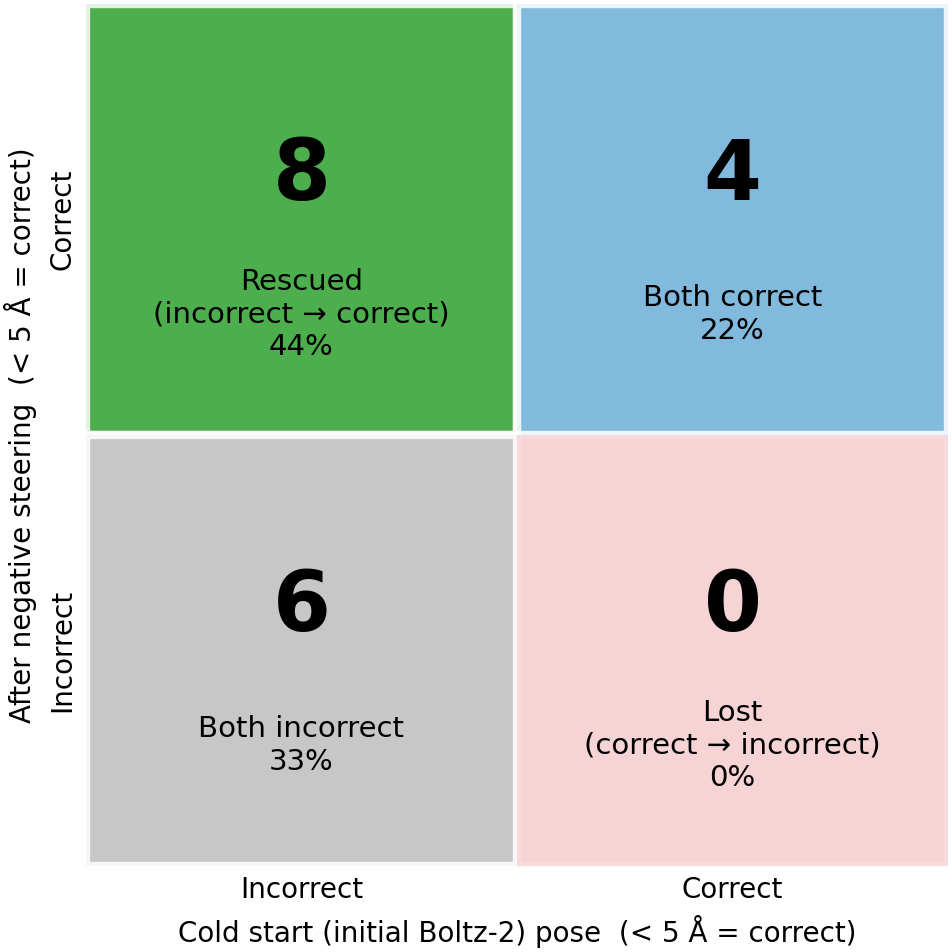 After negative steering (< 5 Å = correct)
Correct
Incorrect
8
Rescued
(incorrect → correct)
44%
4
Both correct
22%
6
Both incorrect
33%
0
Lost
(correct → incorrect)
0%
Incorrect
Correct
Cold start (initial Boltz-2) pose (< 5 Å = correct)